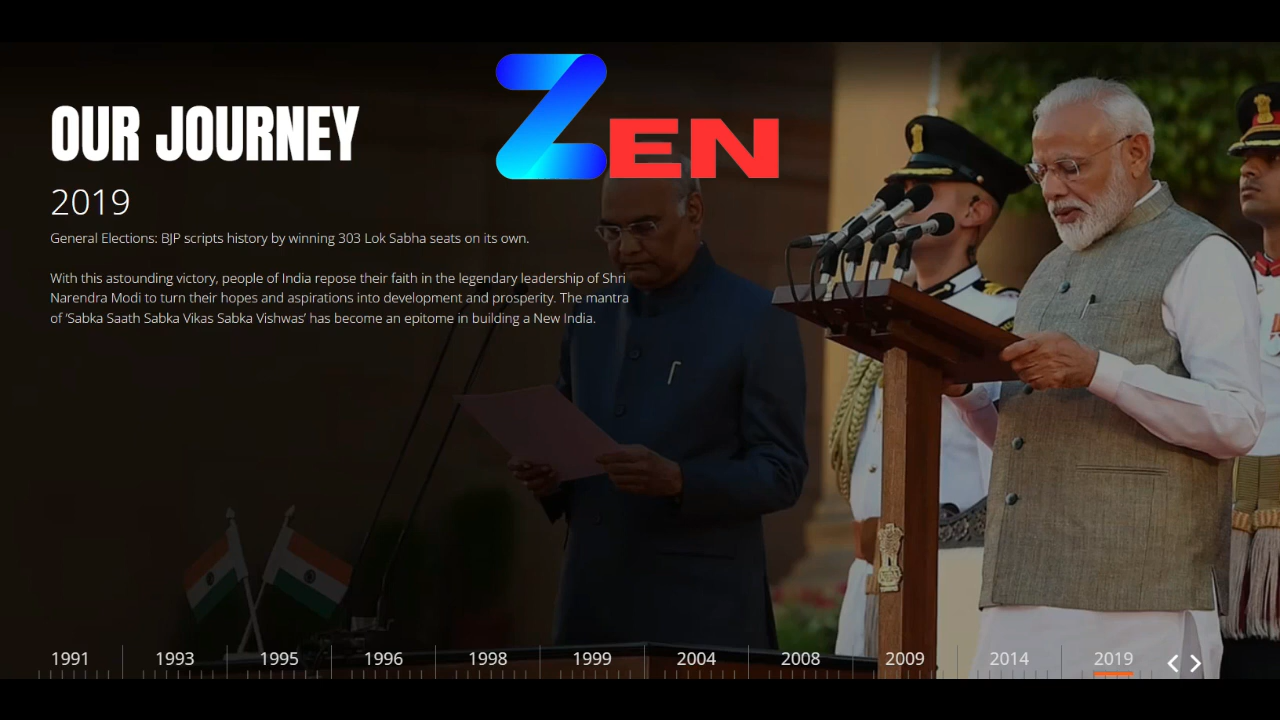 ZEN
OUR JOURNEY
2019
General Elections: BJP scripts history by winning 303 Lok Sabha seats on its own.
With this astounding victory, people of India repose their faith in the legendary leadership of Shri
Narendra Modi to turn their hopes and aspirations into development and prosperity. The mantra
of ‘Sabka Saath Sabka Vikas Sabka Vishwas’ has become an epitome in building a New India.
1991 1993 1995 1996 1998 1999 2004 2008 2009 2014 2019